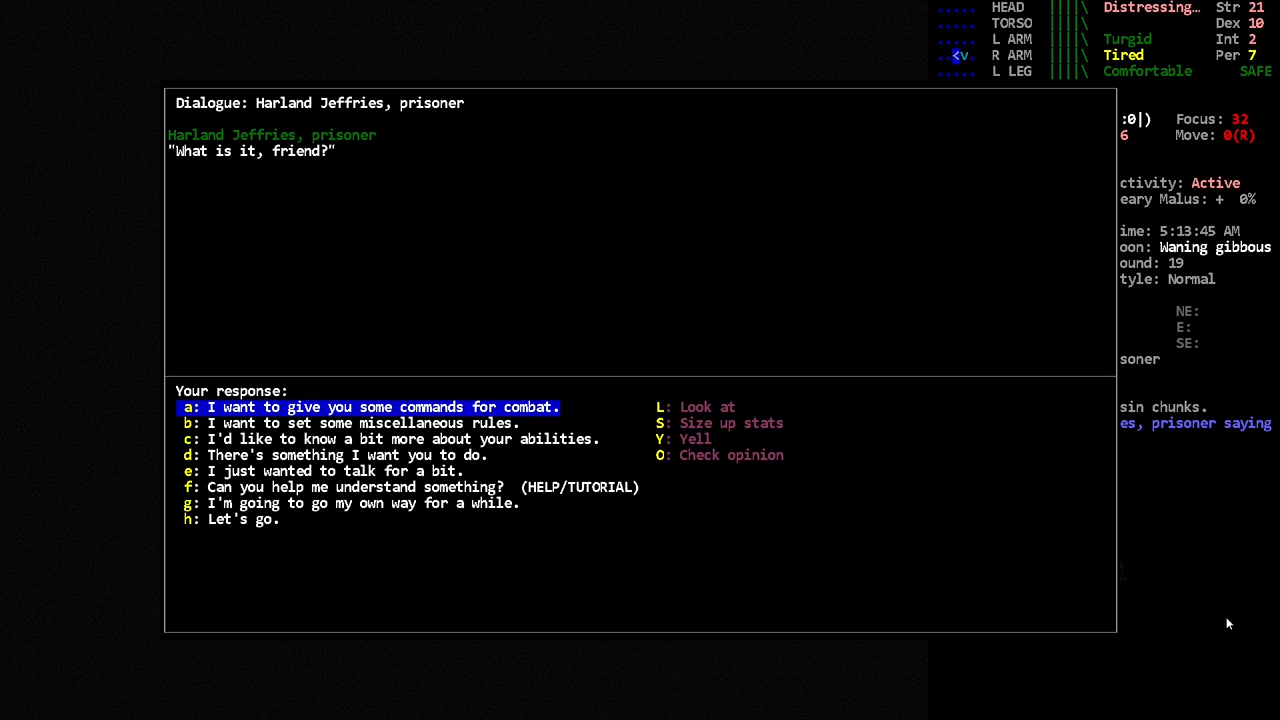 HEAD ||||\ Distressing… Str 21
TORSO ||||\ Dex 10
L ARM ||||\ Turgid Int 2
<v R ARM ||||\ Tired Per 7
L LEG ||||\ Comfortable SAFE
Dialogue: Harland Jeffries, prisoner
:0|) Focus: 32
Harland Jeffries, prisoner
6 Move: 0(R)
"What is it, friend?"
ctivity: Active
eary Malus: + 0%
ime: 5:13:45 AM
oon: Waning gibbous
ound: 19
tyle: Normal
NE:
E:
SE:
soner
Your response:
a: I want to give you some commands for combat. L: Look at
sin chunks.
b: I want to set some miscellaneous rules. S: Size up stats
es, prisoner saying
c: I'd like to know a bit more about your abilities. Y: Yell
d: There's something I want you to do. O: Check opinion
e: I just wanted to talk for a bit.
f: Can you help me understand something? (HELP/TUTORIAL)
g: I'm going to go my own way for a while.
h: Let's go.